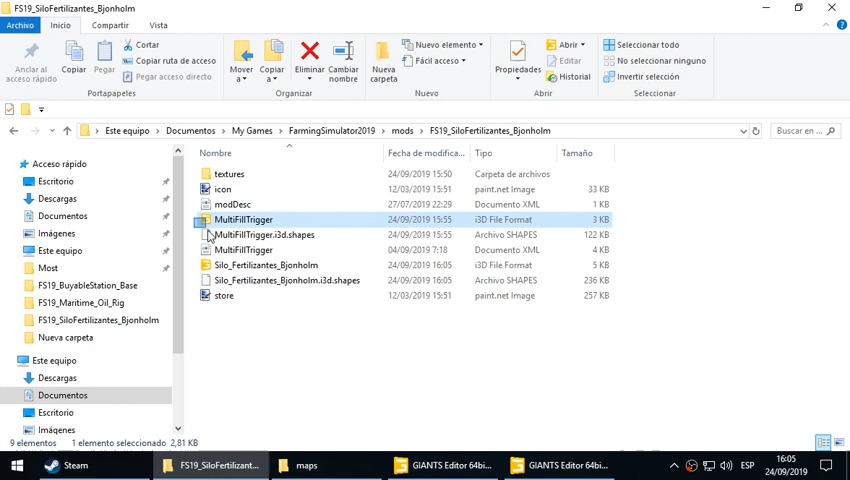 FS19_SiloFertilizantes_Bjonholm
Archivo Inicio Compartir Vista
Anclar al acceso rápido
Copiar
Pegar
Cortar
Copiar ruta de acceso
Pegar acceso directo
Mover a
Copiar a
Eliminar
Cambiar nombre
Nueva carpeta
Nuevo elemento
Fácil acceso
Propiedades
Abrir
Editar
Historial
Seleccionar todo
No seleccionar ninguno
Invertir selección
Portapapeles Organizar Nuevo Abrir Seleccionar
Este equipo Documentos My Games FarmingSimulator2019 mods FS19_SiloFertilizantes_Bjonholm Buscar en ...
Nombre Fecha de modifica... Tipo Tamaño
textures 24/09/2019 15:50 Carpeta de archivos
icon 12/03/2019 15:51 paint.net Image 33 KB
modDesc 27/07/2019 22:29 Documento XML 1 KB
MultiFillTrigger 24/09/2019 15:55 i3D File Format 3 KB
MultiFillTrigger.i3d.shapes 24/09/2019 15:55 Archivo SHAPES 122 KB
MultiFillTrigger 04/09/2019 7:18 Documento XML 4 KB
Silo_Fertilizantes_Bjonholm 24/09/2019 16:05 i3D File Format 5 KB
Silo_Fertilizantes_Bjonholm.i3d.shapes 24/09/2019 16:05 Archivo SHAPES 236 KB
store 12/03/2019 15:51 paint.net Image 257 KB
Acceso rápido
Escritorio
Descargas
Documentos
Imágenes
Este equipo
Most
FS19_BuyableStation_Base
FS19_Maritime_Oil_Rig
FS19_SiloFertilizantes_Bjonholm
Nueva carpeta
Este equipo
Descargas
Documentos
Escritorio
Imágenes
9 elementos 1 elemento seleccionado 2,81 KB
Steam FS19_SiloFertilizant... maps GIANTS Editor 64bi... GIANTS Editor 64bi... ESP 16:05
24/09/2019